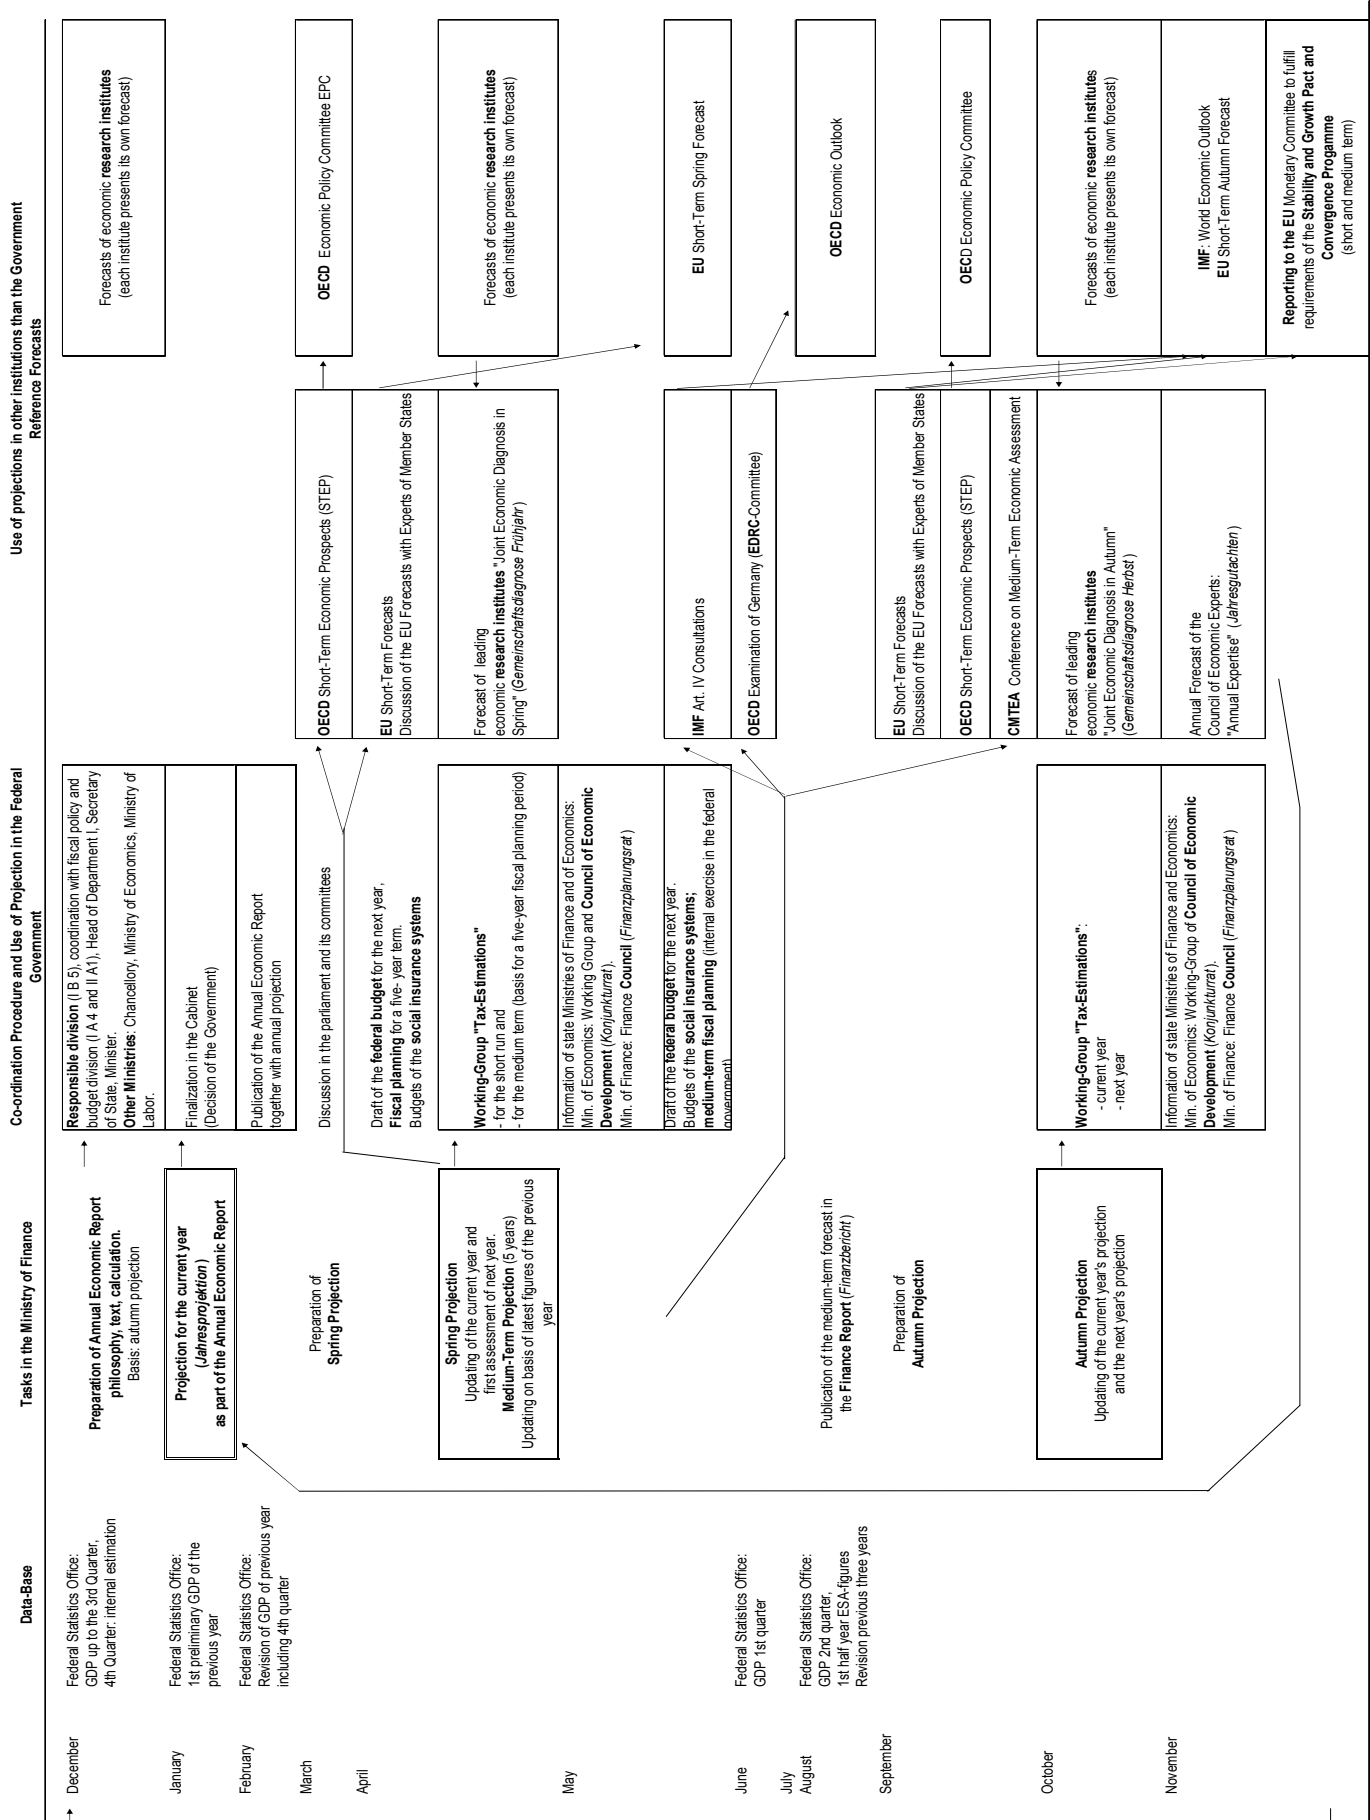 Data-Base
Tasks in the Ministry of Finance
Co-ordination Procedure and Use of Projection in the Federal
Government
Use of projections in other institutions than the Government
Reference Forecasts
December
Federal Statistics Office:
GDP up to the 3rd Quarter,
4th Quarter: internal estimation
Preparation of Annual Economic Report
philosophy, text, calculation.
Basis: autumn projection
Responsible division (I B 5), coordination with fiscal policy and
budget division (I A 4 and II A1), Head of Department I, Secretary
of State, Minister.
Other Ministries: Chancellory, Ministry of Economics, Ministry of
Labor.
Forecasts of economic research institutes
(each institute presents its own forecast)
January
Federal Statistics Office:
1st preliminary GDP of the
previous year
Projection for the current year
(Jahresprojektion)
as part of the Annual Economic Report
Finalization in the Cabinet
(Decision of the Government)
February
Federal Statistics Office:
Revision of GDP of previous year
including 4th quarter
Publication of the Annual Economic Report
together with annual projection
March
Preparation of
Spring Projection
Discussion in the parliament and its committees
OECD Short-Term Economic Prospects (STEP)
OECD Economic Policy Committee EPC
April
Draft of the federal budget for the next year,
Fiscal planning for a five- year term.
Budgets of the social insurance systems
EU Short-Term Forecasts
Discussion of the EU Forecasts with Experts of Member States
Spring Projection
Updating of the current year and
first assessment of next year.
Medium-Term Projection (5 years)
Updating on basis of latest figures of the previous
year
Working-Group "Tax-Estimations"
- for the short run and
- for the medium term (basis for a five-year fiscal planning period)
Forecast of leading
economic research institutes "Joint Economic Diagnosis in
Spring" (Gemeinschaftsdiagnose Frühjahr)
Forecasts of economic research institutes
(each institute presents its own forecast)
May
Information of state Ministries of Finance and of Economics:
Min. of Economics: Working Group and Council of Economic
Development (Konjunkturrat).
Min. of Finance: Finance Council (Finanzplanungsrat)
Draft of the federal budget for the next year.
Budgets of the social insurance systems;
medium-term fiscal planning (internal exercise in the federal
government)
IMF Art. IV Consultations
EU Short-Term Spring Forecast
June
Federal Statistics Office:
GDP 1st quarter
OECD Examination of Germany (EDRC-Committee)
July
August
Federal Statistics Office:
GDP 2nd quarter,
1st half year ESA-figures
Revision previous three years
Publication of the medium-term forecast in
the Finance Report (Finanzbericht)
OECD Economic Outlook
September
Preparation of
Autumn Projection
EU Short-Term Forecasts
Discussion of the EU Forecasts with Experts of Member States
OECD Short-Term Economic Prospects (STEP)
OECD Economic Policy Committee
CMTEA Conference on Medium-Term Economic Assessment
October
Autumn Projection
Updating of the current year's projection
and the next year's projection
Working-Group "Tax-Estimations":
- current year
- next year
Forecast of leading
economic research institutes
"Joint Economic Diagnosis in Autumn"
(Gemeinschaftsdiagnose Herbst)
Forecasts of economic research institutes
(each institute presents its own forecast)
November
Information of state Ministries of Finance and Economics:
Min. of Economics: Working-Group of Council of Economic
Development (Konjunkturrat).
Min. of Finance: Finance Council (Finanzplanungsrat)
Annual Forecast of the
Council of Economic Experts:
"Annual Expertise" (Jahresgutachten)
IMF: World Economic Outlook
EU Short-Term Autumn Forecast
Reporting to the EU Monetary Committee to fulfill
requirements of the Stability and Growth Pact and
Convergence Progamme
(short and medium term)